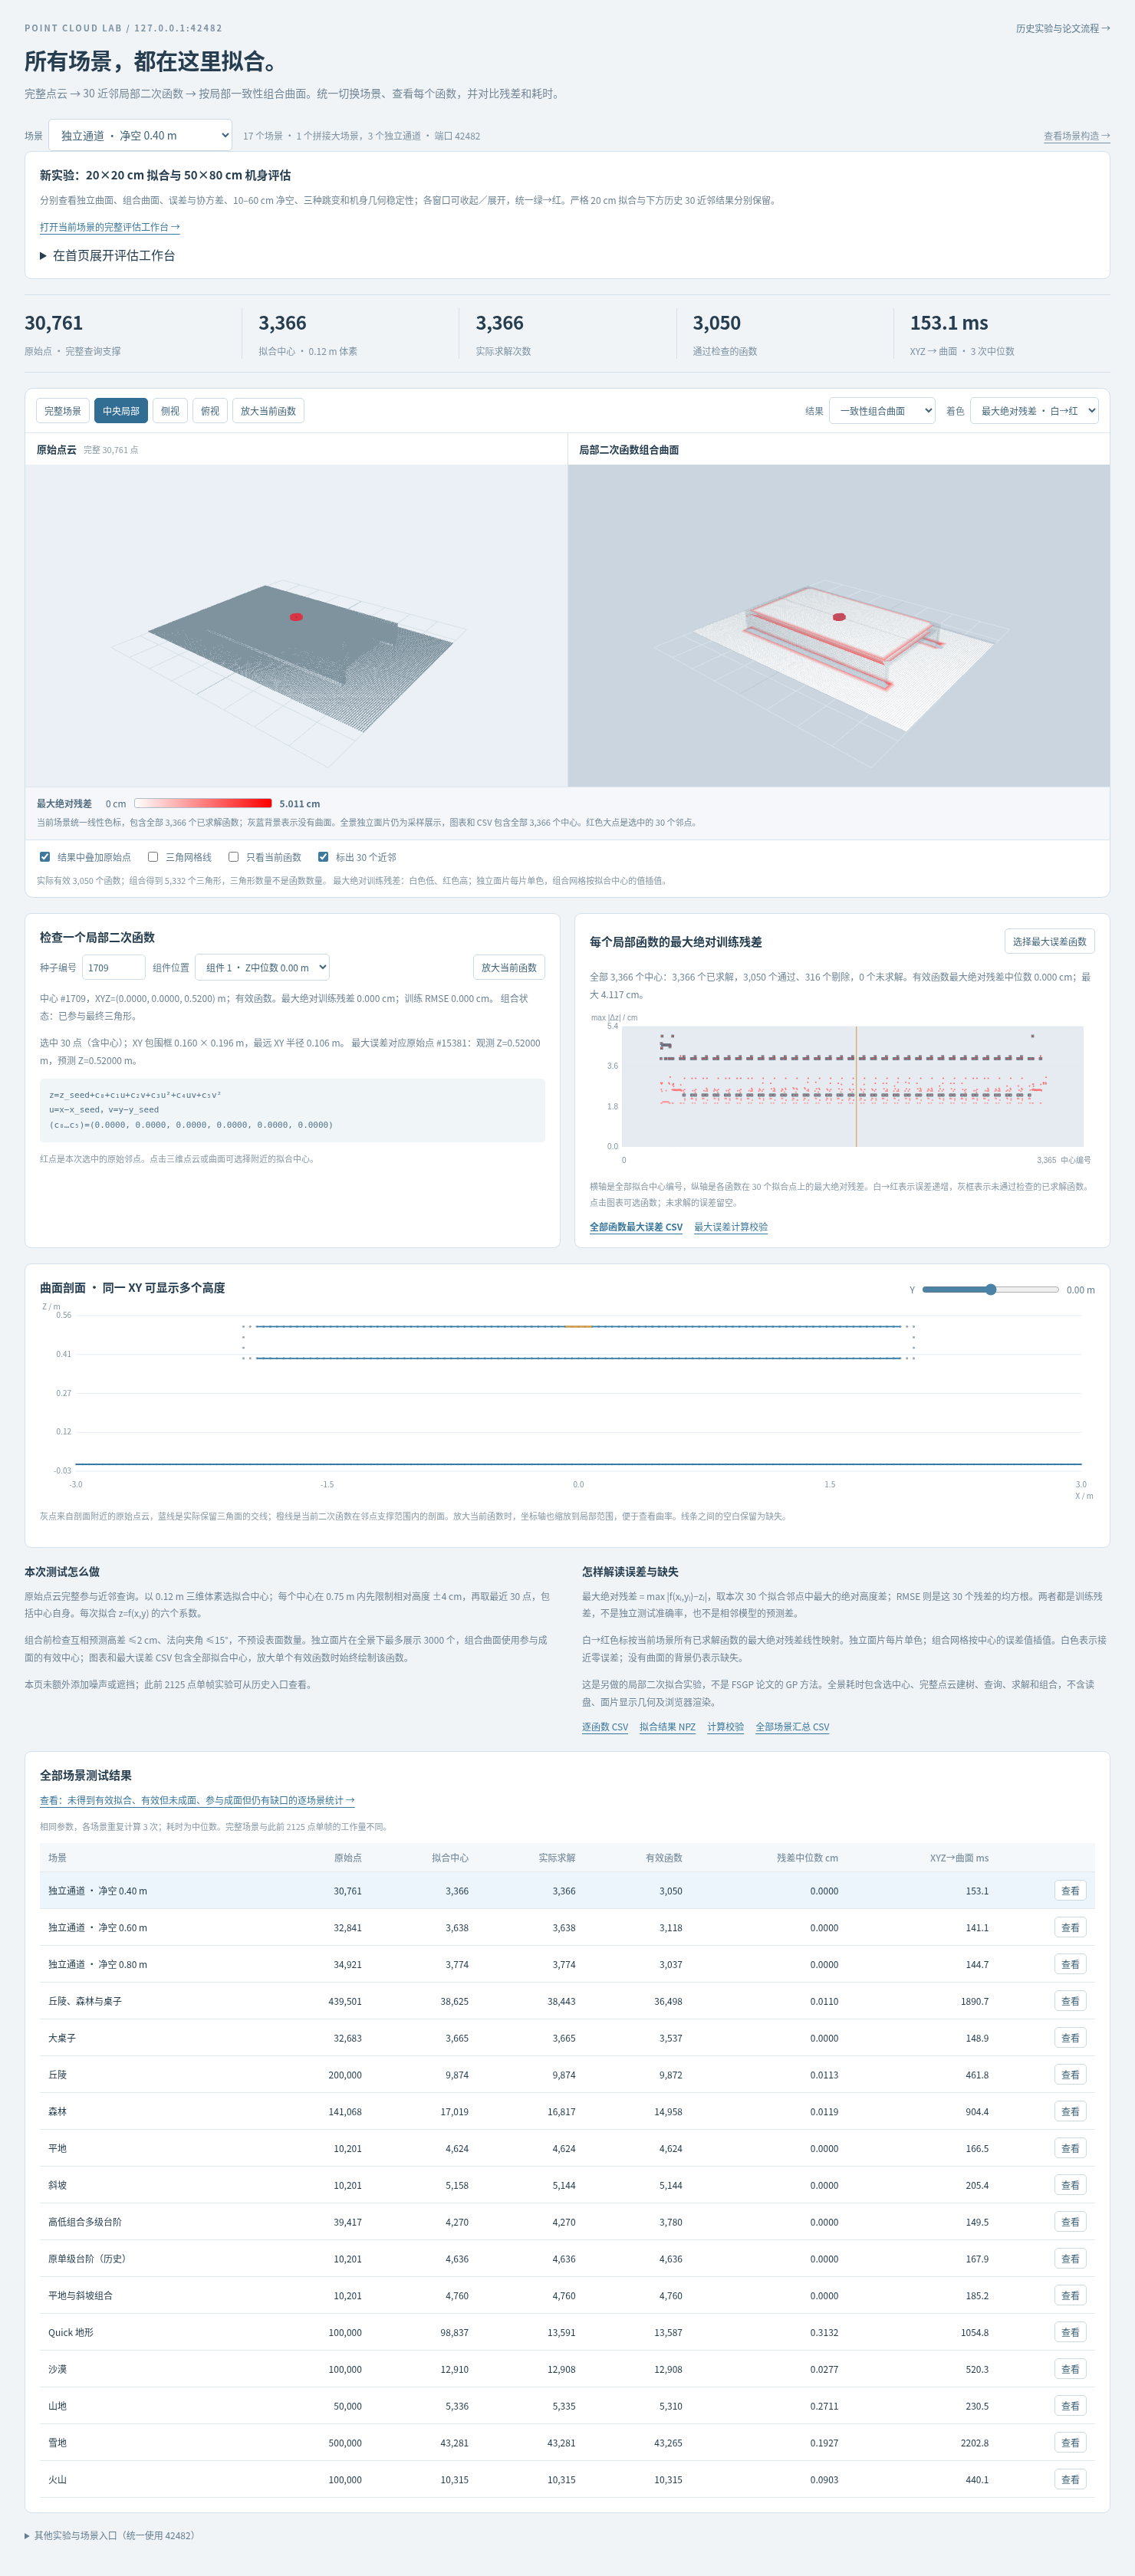 POINT CLOUD LAB / 127.0.0.1:42482
历史实验与论文流程 →
所有场景，都在这里拟合。
完整点云 → 30 近邻局部二次函数 → 按局部一致性组合曲面。统一切换场景、查看每个函数，并对比残差和耗时。
场景 独立通道 · 净空 0.40 m 17 个场景 · 1 个拼接大场景，3 个独立通道 · 端口 42482 查看场景构造 →
新实验：20×20 cm 拟合与 50×80 cm 机身评估
分别查看独立曲面、组合曲面、误差与协方差、10–60 cm 净空、三种跳变和机身几何稳定性；各窗口可收起／展开，统一绿→红。严格 20 cm 拟合与下方历史 30 近邻结果分别保留。
打开当前场景的完整评估工作台 →
▶ 在首页展开评估工作台
30,761 3,366 3,366 3,050 153.1 ms
原始点 · 完整查询支撑 拟合中心 · 0.12 m 体素 实际求解次数 通过检查的函数 XYZ → 曲面 · 3 次中位数
完整场景 中央局部 侧视 俯视 放大当前函数 结果 一致性组合曲面 着色 最大绝对残差 · 白→红
原始点云 完整 30,761 点
局部二次函数组合曲面
最大绝对残差 0 cm 5.011 cm
当前场景统一线性色标，包含全部 3,366 个已求解函数；灰蓝背景表示没有曲面。全景独立面片仍为采样展示，图表和 CSV 包含全部 3,366 个中心。红色大点是选中的 30 个邻点。
结果中叠加原始点 三角网格线 只看当前函数 标出 30 个近邻
实际有效 3,050 个函数；组合得到 5,332 个三角形，三角形数量不是函数数量。 最大绝对训练残差：白色低、红色高；独立面片每片单色，组合网格按拟合中心的值插值。
检查一个局部二次函数
种子编号 1709 组件位置 组件 1 · Z中位数 0.00 m 放大当前函数
中心 #1709，XYZ=(0.0000, 0.0000, 0.5200) m；有效函数。最大绝对训练残差 0.000 cm；训练 RMSE 0.000 cm。 组合状
态：已参与最终三角形。
选中 30 点（含中心）；XY 包围框 0.160 × 0.196 m，最远 XY 半径 0.106 m。 最大误差对应原始点 #15381：观测 Z=0.52000
m，预测 Z=0.52000 m。
z=z_seed+c₀+c₁u+c₂v+c₃u²+c₄uv+c₅v²
u=x−x_seed, v=y−y_seed
(c₀…c₅)=(0.0000, 0.0000, 0.0000, 0.0000, 0.0000, 0.0000)
红点是本次选中的原始邻点。点击三维点云或曲面可选择附近的拟合中心。
每个局部函数的最大绝对训练残差
选择最大误差函数
全部 3,366 个中心：3,366 个已求解，3,050 个通过、316 个剔除，0 个未求解。有效函数最大绝对残差中位数 0.000 cm；最
大 4.117 cm。
max |Δz| / cm
5.4
3.6
1.8
0.0
0 3,365 中心编号
横轴是全部拟合中心编号，纵轴是各函数在 30 个拟合点上的最大绝对残差。白→红表示误差递增，灰框表示未通过检查的已求解函数。
点击图表可选函数；未求解的误差留空。
全部函数最大误差 CSV 最大误差计算校验
曲面剖面 · 同一 XY 可显示多个高度
Y 0.00 m
Z / m
0.56
0.41
0.27
0.12
-0.03
-3.0 -1.5 0.0 1.5 3.0
X / m
灰点来自剖面附近的原始点云，蓝线是实际保留三角面的交线；橙线是当前二次函数在邻点支撑范围内的剖面。放大当前函数时，坐标轴也缩放到局部范围，便于查看曲率。线条之间的空白保留为缺失。
本次测试怎么做
原始点云完整参与近邻查询。以 0.12 m 三维体素选拟合中心；每个中心在 0.75 m 内先限制相对高度 ±4 cm，再取最近 30 点，包
括中心自身。每次拟合 z=f(x,y) 的六个系数。
组合前检查互相预测高差 ≤2 cm、法向夹角 ≤15°，不预设表面数量。独立面片在全景下最多展示 3000 个，组合曲面使用参与成
面的有效中心；图表和最大误差 CSV 包含全部拟合中心，放大单个有效函数时始终绘制该函数。
本页未额外添加噪声或遮挡；此前 2125 点单帧实验可从历史入口查看。
怎样解读误差与缺失
最大绝对残差 = max |f(xᵢ,yᵢ)−zᵢ|，取本次 30 个拟合邻点中最大的绝对高度差；RMSE 则是这 30 个残差的均方根。两者都是训练残
差，不是独立测试准确率，也不是相邻模型的预测差。
白→红色标按当前场景所有已求解函数的最大绝对残差线性映射。独立面片每片单色；组合网格按中心的误差值插值。白色表示接
近零误差；没有曲面的背景仍表示缺失。
这是另做的局部二次拟合实验，不是 FSGP 论文的 GP 方法。全景耗时包含选中心、完整点云建树、查询、求解和组合，不含读
盘、面片显示几何及浏览器渲染。
逐函数 CSV 拟合结果 NPZ 计算校验 全部场景汇总 CSV
全部场景测试结果
查看：未得到有效拟合、有效但未成面、参与成面但仍有缺口的逐场景统计 →
相同参数，各场景重复计算 3 次；耗时为中位数。完整场景与此前 2125 点单帧的工作量不同。
场景 原始点 拟合中心 实际求解 有效函数 残差中位数 cm XYZ→曲面 ms
独立通道 · 净空 0.40 m 30,761 3,366 3,366 3,050 0.0000 153.1 查看
独立通道 · 净空 0.60 m 32,841 3,638 3,638 3,118 0.0000 141.1 查看
独立通道 · 净空 0.80 m 34,921 3,774 3,774 3,037 0.0000 144.7 查看
丘陵、森林与桌子 439,501 38,625 38,443 36,498 0.0110 1890.7 查看
大桌子 32,683 3,665 3,665 3,537 0.0000 148.9 查看
丘陵 200,000 9,874 9,874 9,872 0.0113 461.8 查看
森林 141,068 17,019 16,817 14,958 0.0119 904.4 查看
平地 10,201 4,624 4,624 4,624 0.0000 166.5 查看
斜坡 10,201 5,158 5,144 5,144 0.0000 205.4 查看
高低组合多级台阶 39,417 4,270 4,270 3,780 0.0000 149.5 查看
原单级台阶（历史） 10,201 4,636 4,636 4,636 0.0000 167.9 查看
平地与斜坡组合 10,201 4,760 4,760 4,760 0.0000 185.2 查看
Quick 地形 100,000 98,837 13,591 13,587 0.3132 1054.8 查看
沙漠 100,000 12,910 12,908 12,908 0.0277 520.3 查看
山地 50,000 5,336 5,335 5,310 0.2711 230.5 查看
雪地 500,000 43,281 43,281 43,265 0.1927 2202.8 查看
火山 100,000 10,315 10,315 10,315 0.0903 440.1 查看
▶ 其他实验与场景入口（统一使用 42482）